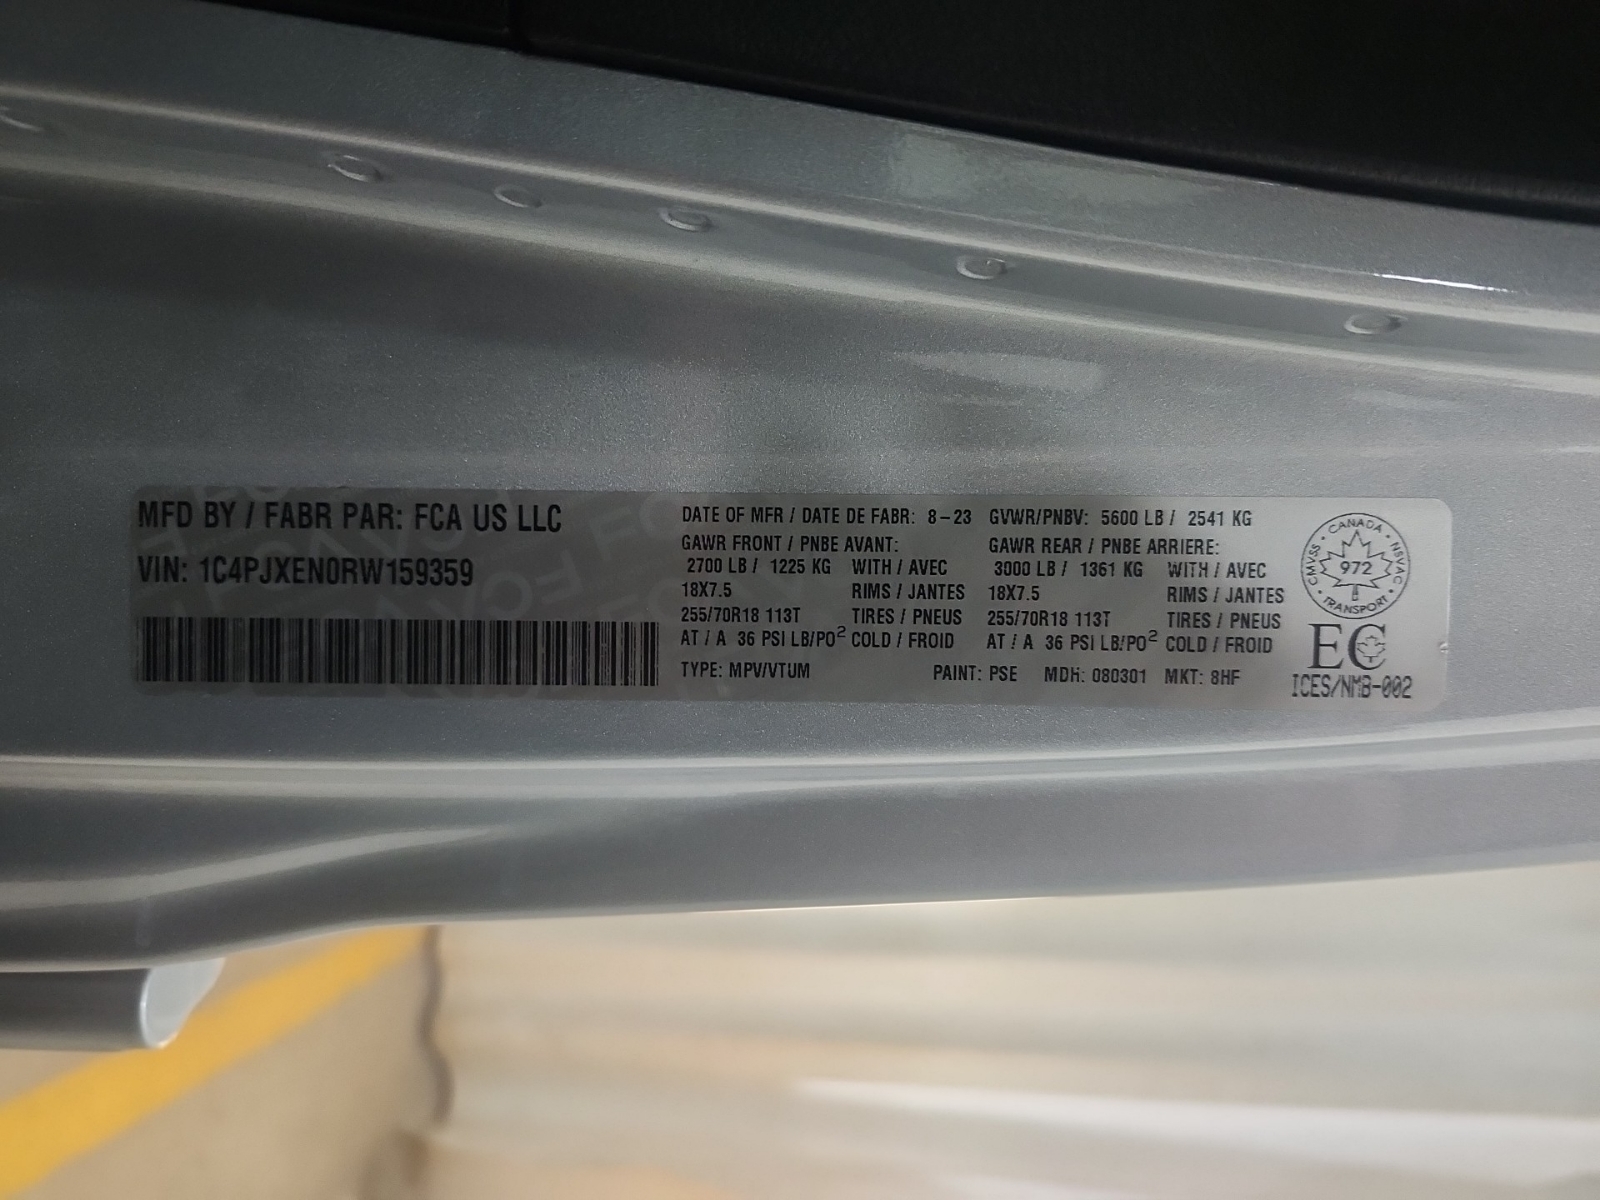 MFD BY / FABR PAR: FCA US LLC
VIN: 1C4PJXEN0RW159359
DATE OF MFR / DATE DE FABR: 8-23 GVWR/PNBV: 5600 LB / 2541 KG
GAWR FRONT / PNBE AVANT: GAWR REAR / PNBE ARRIERE:
2700 LB / 1225 KG WITH / AVEC 3000 LB / 1361 KG WITH / AVEC
18X7.5 RIMS / JANTES 18X7.5 RIMS / JANTES
255/70R18 113T TIRES / PNEUS 255/70R18 113T TIRES / PNEUS
AT / A 36 PSI LB/PO² COLD / FROID AT / A 36 PSI LB/PO² COLD / FROID
TYPE: MPV/VTUM PAINT: PSE MDH: 080301 MKT: 8HF
CANADA · NSVAC · TRANSPORT · CMVSS ·
972
EC
ICES/NMB-002